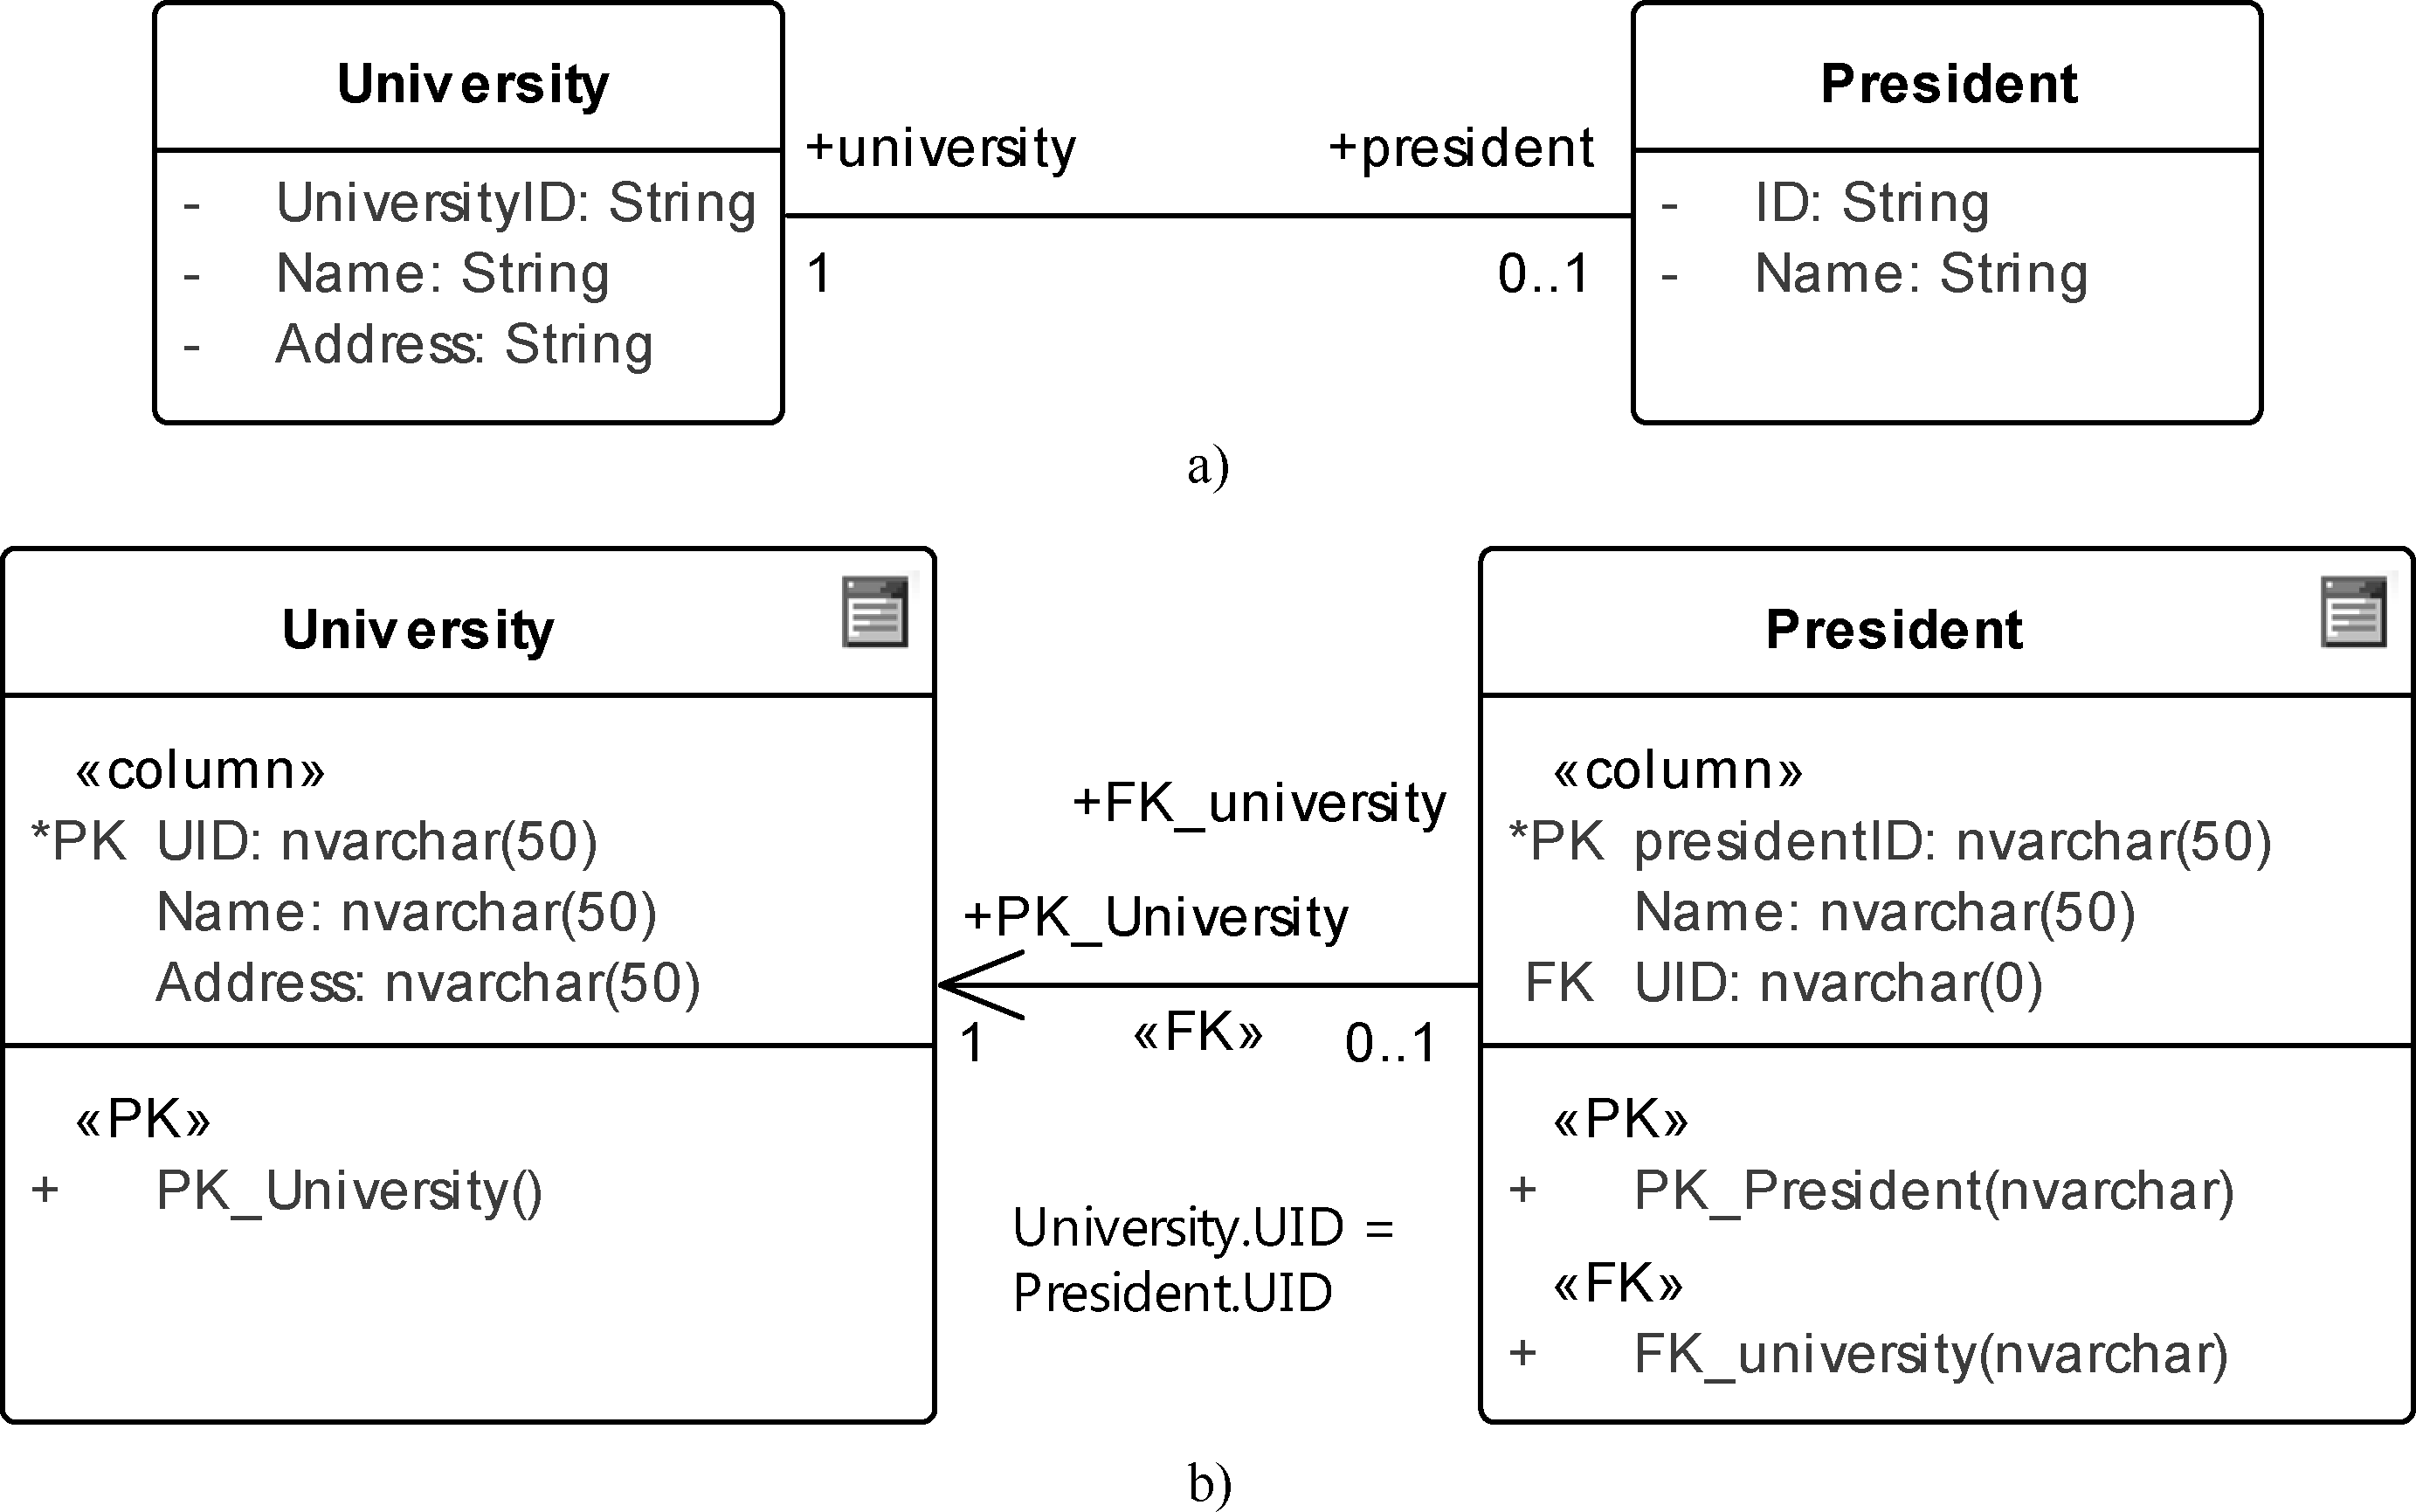 University
- UniversityID: String
- Name: String
- Address: String
+university
1
+president
0..1
President
- ID: String
- Name: String
a)
University
«column»
*PK UID: nvarchar(50)
Name: nvarchar(50)
Address: nvarchar(50)
«PK»
+ PK_University()
+FK_university
+PK_University
1
«FK»
0..1
University.UID =
President.UID
President
«column»
*PK presidentID: nvarchar(50)
Name: nvarchar(50)
FK UID: nvarchar(0)
«PK»
+ PK_President(nvarchar)
«FK»
+ FK_university(nvarchar)
b)